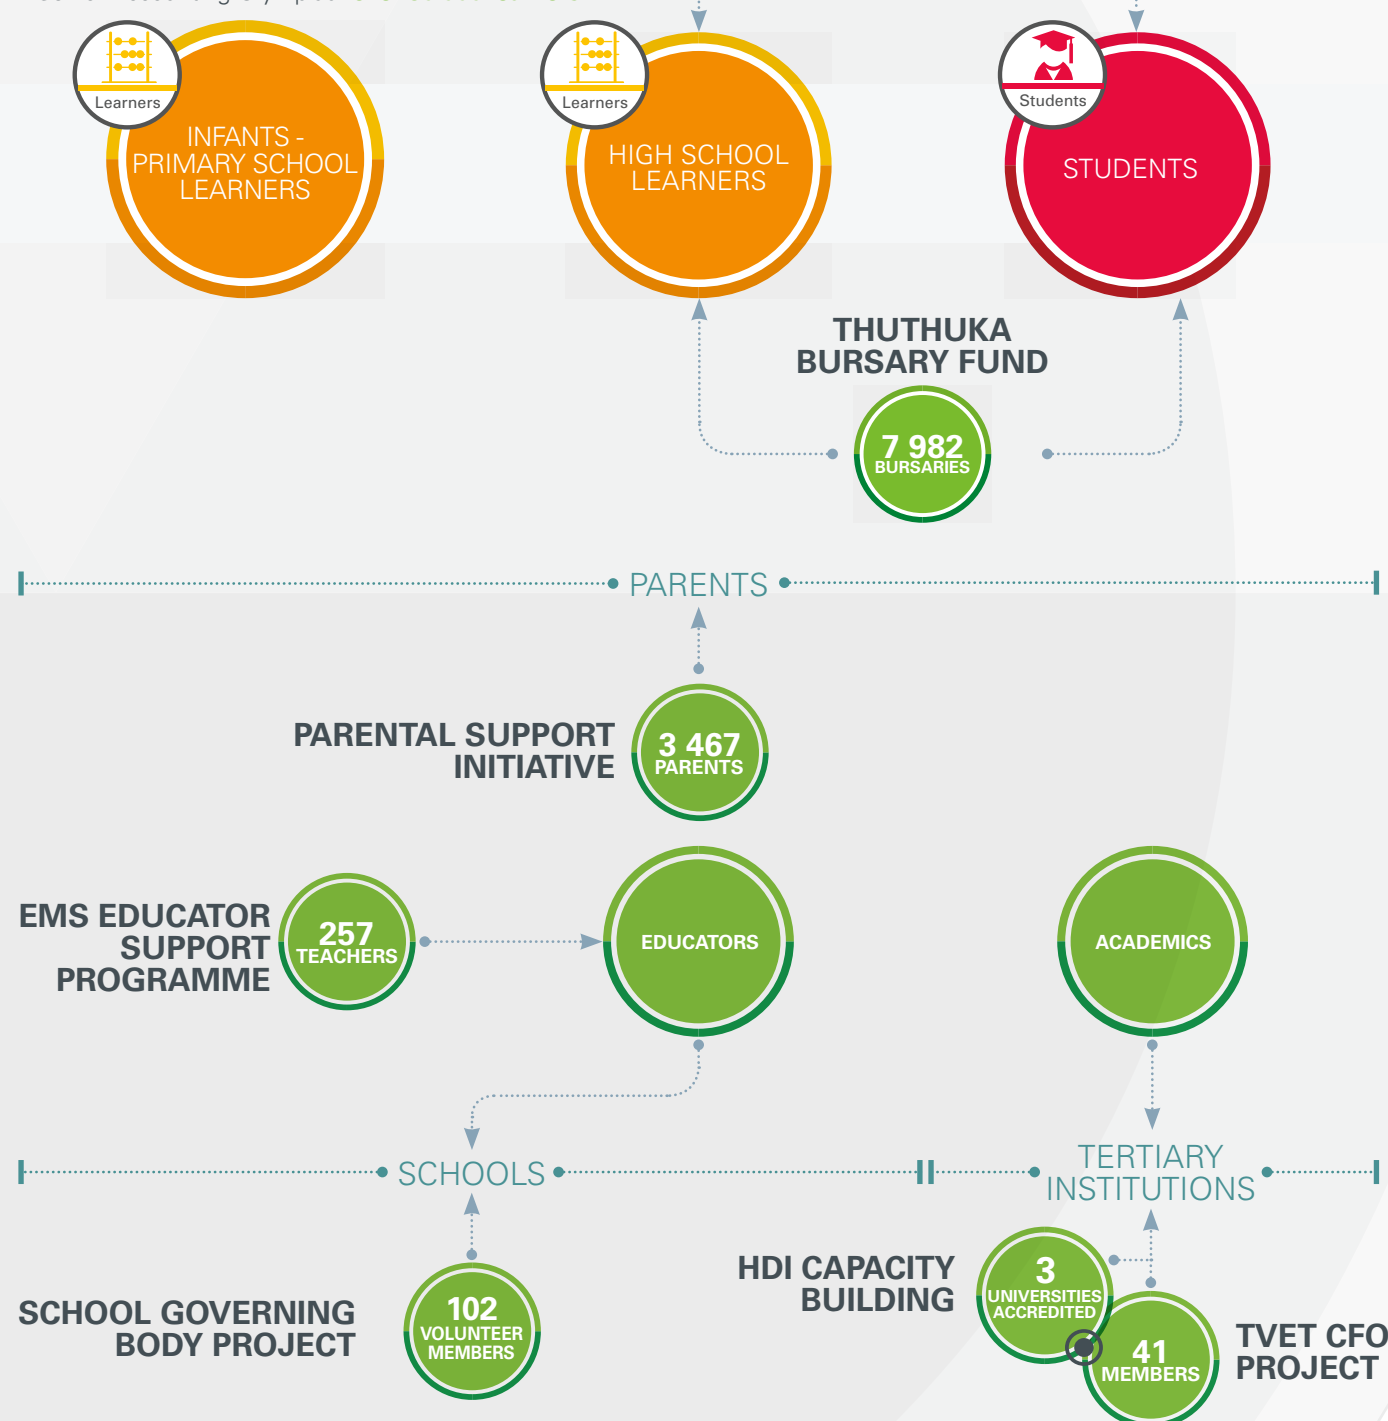 Learners
Learners
Students
INFANTS -
PRIMARY SCHOOL
LEARNERS
HIGH SCHOOL
LEARNERS
STUDENTS
THUTHUKA
BURSARY FUND
7 982
BURSARIES
PARENTS
PARENTAL SUPPORT
INITIATIVE
3 467
PARENTS
EMS EDUCATOR
SUPPORT
PROGRAMME
257
TEACHERS
EDUCATORS
ACADEMICS
SCHOOLS
TERTIARY
INSTITUTIONS
HDI CAPACITY
BUILDING
3
UNIVERSITIES
ACCREDITED
SCHOOL GOVERNING
BODY PROJECT
102
VOLUNTEER
MEMBERS
41
MEMBERS
TVET CFO
PROJECT